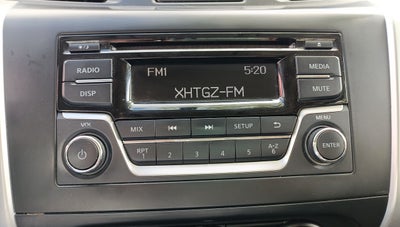 FM1 5:20
RADIO MEDIA
DISP XHTGZ-FM MUTE
VOL MIX SETUP MENU
RPT A-Z
1 2 3 4 5 6 ENTER